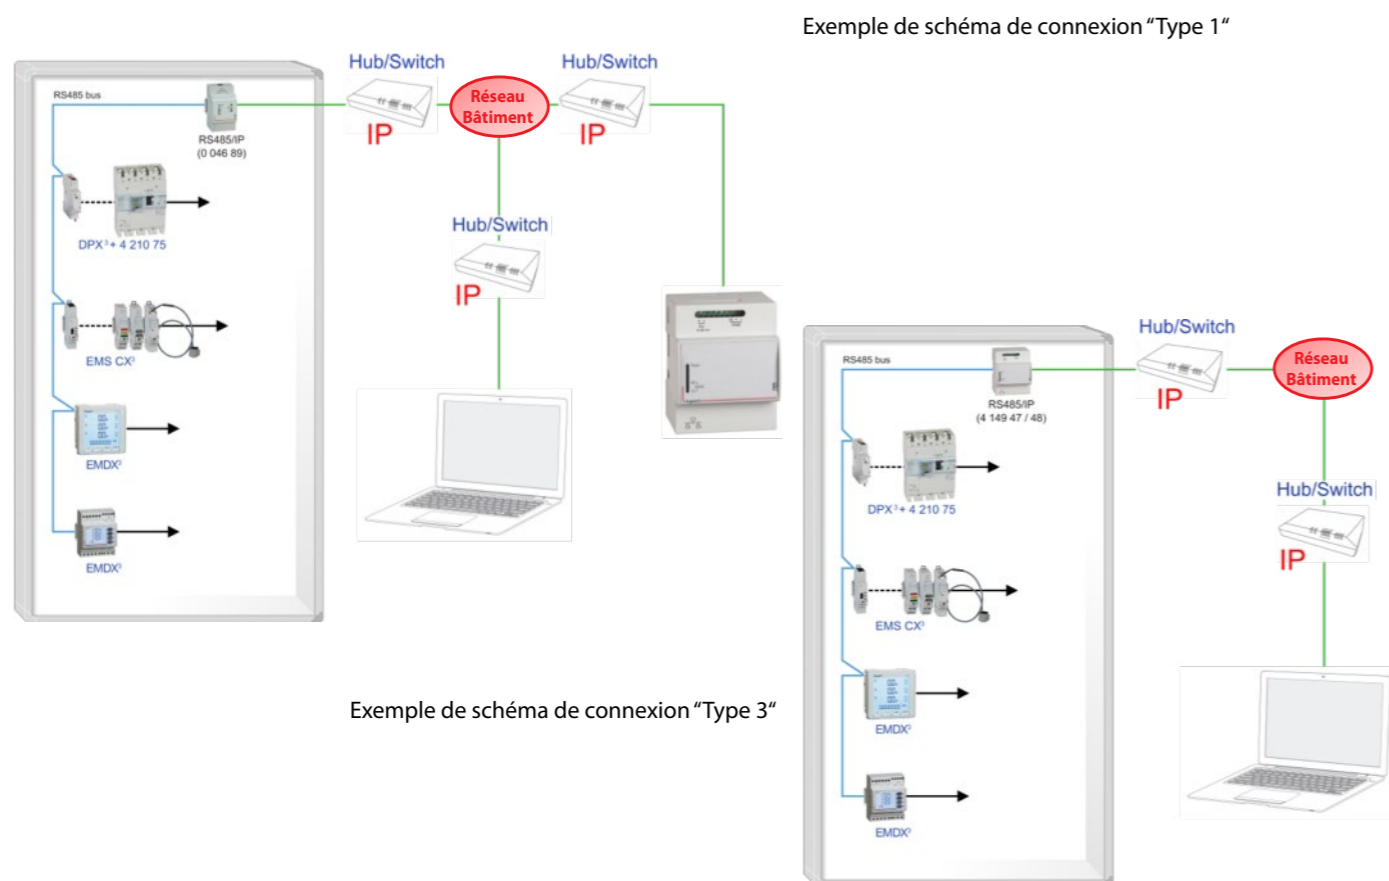 Exemple de schéma de connexion “Type 1“
Hub/Switch
IP
Réseau
Bâtiment
Hub/Switch
IP
RS485 bus
RS485/IP
(0 046 89)
DPX³+ 4 210 75
EMS CX³
EMDX³
EMDX³
Hub/Switch
IP
Exemple de schéma de connexion “Type 3“
RS485 bus
RS485/IP
(4 149 47 / 48)
DPX³+ 4 210 75
EMS CX³
EMDX³
EMDX³
Hub/Switch
IP
Réseau
Bâtiment
Hub/Switch
IP